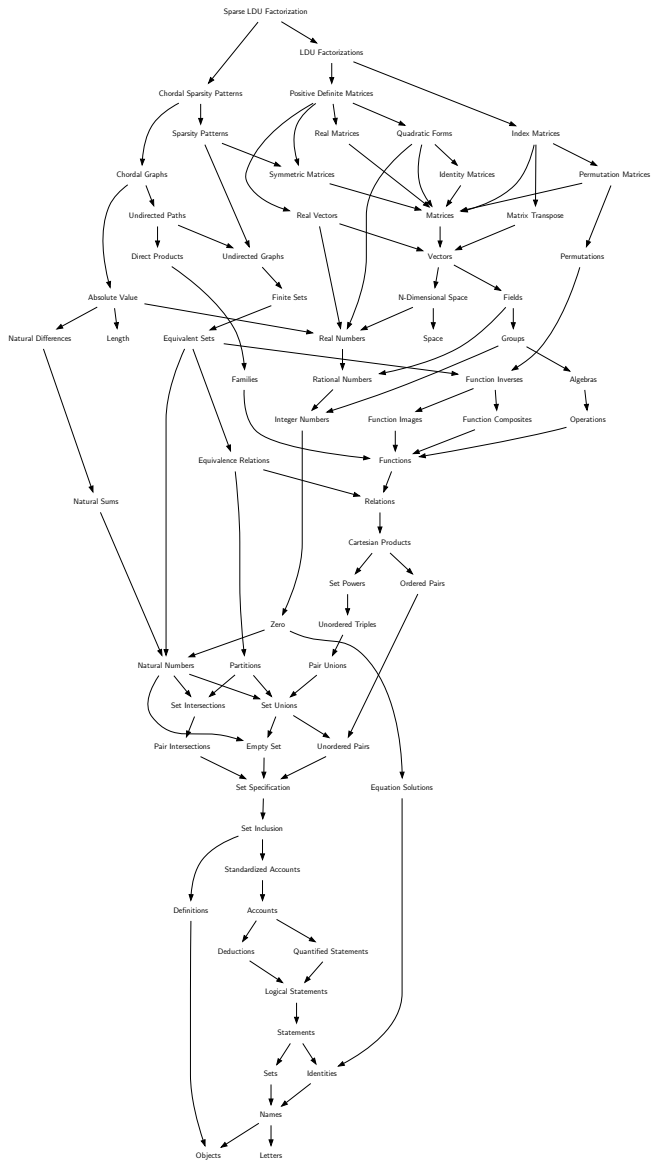 Sparse LDU Factorization
LDU Factorizations
Chordal Sparsity Patterns
Positive Definite Matrices
Sparsity Patterns
Real Matrices
Quadratic Forms
Index Matrices
Chordal Graphs
Symmetric Matrices
Identity Matrices
Permutation Matrices
Undirected Paths
Real Vectors
Matrices
Matrix Transpose
Direct Products
Undirected Graphs
Vectors
Permutations
Absolute Value
Finite Sets
N-Dimensional Space
Fields
Natural Differences
Length
Equivalent Sets
Real Numbers
Space
Groups
Families
Rational Numbers
Function Inverses
Algebras
Integer Numbers
Function Images
Function Composites
Operations
Equivalence Relations
Functions
Natural Sums
Relations
Cartesian Products
Set Powers
Ordered Pairs
Zero
Unordered Triples
Natural Numbers
Partitions
Pair Unions
Set Intersections
Set Unions
Pair Intersections
Empty Set
Unordered Pairs
Set Specification
Equation Solutions
Set Inclusion
Standardized Accounts
Definitions
Accounts
Deductions
Quantified Statements
Logical Statements
Statements
Sets
Identities
Names
Objects
Letters